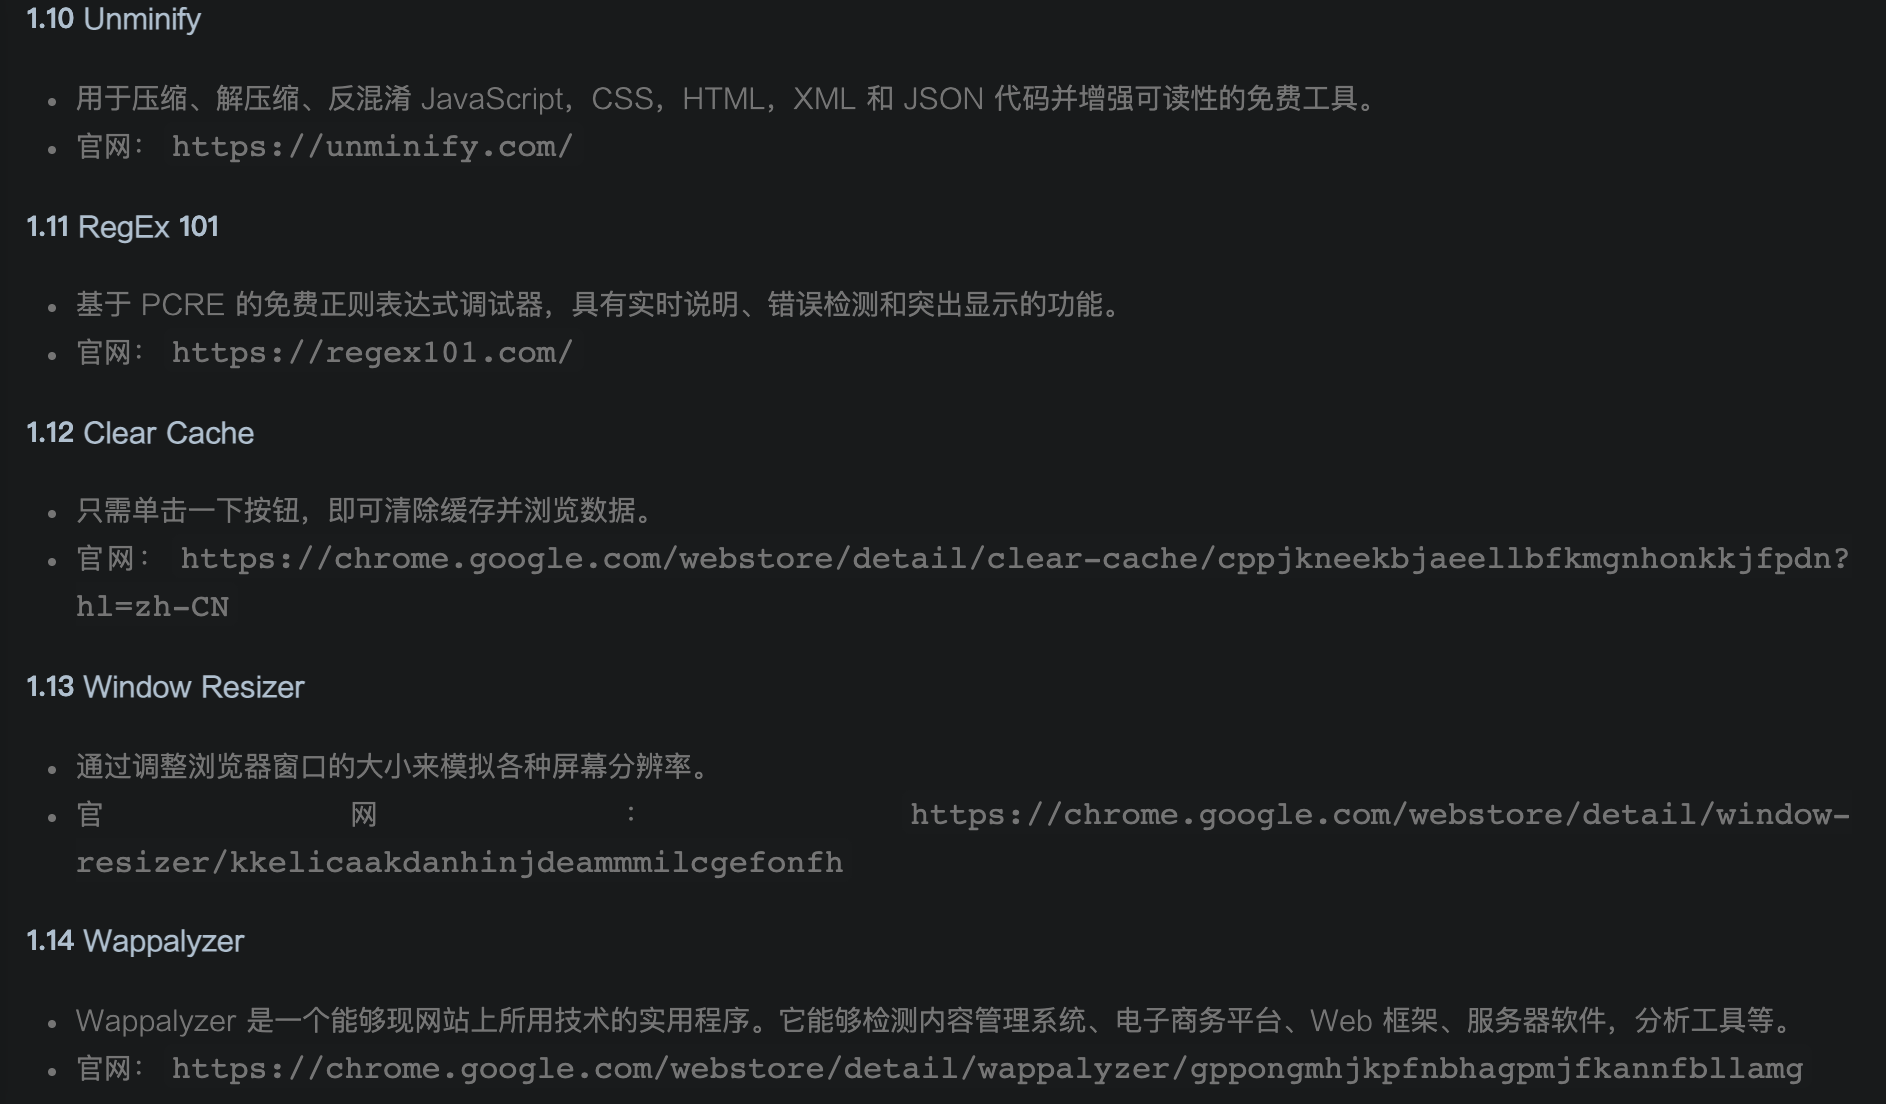 1.10 Unminify
用于压缩、解压缩、反混淆 JavaScript，CSS，HTML，XML 和 JSON 代码并增强可读性的免费工具。
官网： https://unminify.com/
1.11 RegEx 101
基于 PCRE 的免费正则表达式调试器，具有实时说明、错误检测和突出显示的功能。
官网： https://regex101.com/
1.12 Clear Cache
只需单击一下按钮，即可清除缓存并浏览数据。
官网： https://chrome.google.com/webstore/detail/clear-cache/cppjkneekbjaeellbfkmgnhonkkjfpdn?
hl=zh-CN
1.13 Window Resizer
通过调整浏览器窗口的大小来模拟各种屏幕分辨率。
官网： https://chrome.google.com/webstore/detail/window-
resizer/kkelicaakdanhinjdeammmilcgefonfh
1.14 Wappalyzer
Wappalyzer 是一个能够现网站上所用技术的实用程序。它能够检测内容管理系统、电子商务平台、Web 框架、服务器软件，分析工具等。
官网： https://chrome.google.com/webstore/detail/wappalyzer/gppongmhjkpfnbhagpmjfkannfbllamg